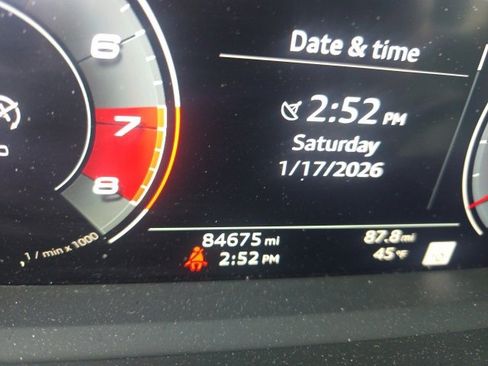 Date & time
6
7
8
2:52 PM
Saturday
1/17/2026
1 / min x 1000
84675 mi
87.8 mi
2:52 PM
45 °F